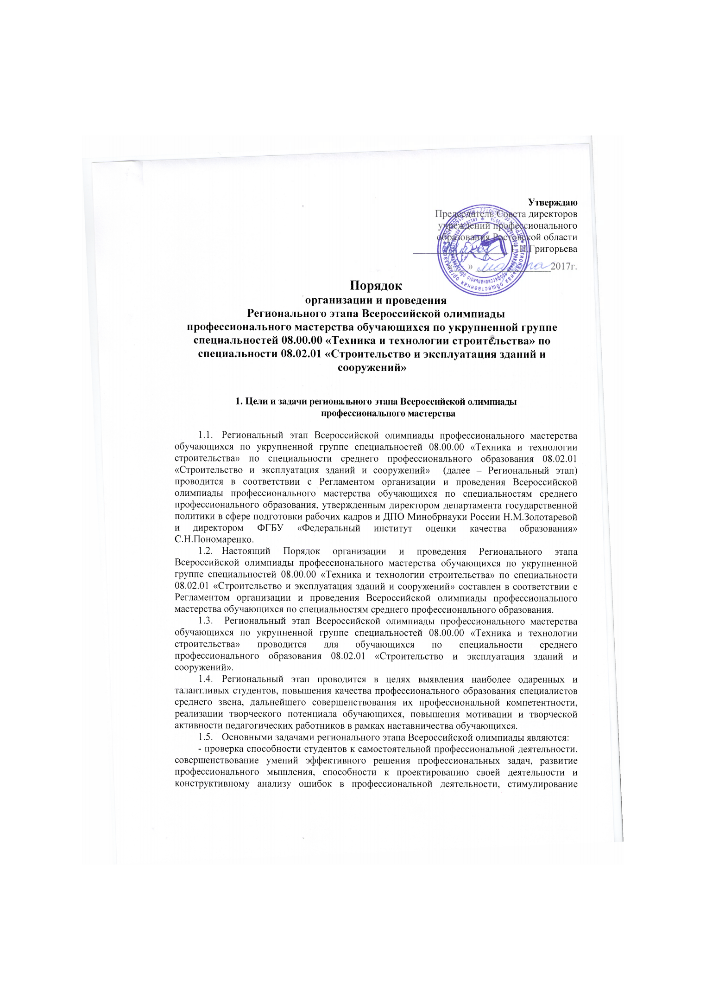 Утверждаю
Председатель Совета директоров
учреждений профессионального
образования Ростовской области
Григорьева
« » марта 2017г.
Порядок
организации и проведения
Регионального этапа Всероссийской олимпиады
профессионального мастерства обучающихся по укрупненной группе
специальностей 08.00.00 «Техника и технологии строительства» по
специальности 08.02.01 «Строительство и эксплуатация зданий и
сооружений»
1. Цели и задачи регионального этапа Всероссийской олимпиады
профессионального мастерства
1.1. Региональный этап Всероссийской олимпиады профессионального мастерства
обучающихся по укрупненной группе специальностей 08.00.00 «Техника и технологии
строительства» по специальности среднего профессионального образования 08.02.01
«Строительство и эксплуатация зданий и сооружений» (далее – Региональный этап)
проводится в соответствии с Регламентом организации и проведения Всероссийской
олимпиады профессионального мастерства обучающихся по специальностям среднего
профессионального образования, утвержденным директором департамента государственной
политики в сфере подготовки рабочих кадров и ДПО Минобрнауки России Н.М.Золотаревой
и директором ФГБУ «Федеральный институт оценки качества образования»
С.Н.Пономаренко.
1.2. Настоящий Порядок организации и проведения Регионального этапа
Всероссийской олимпиады профессионального мастерства обучающихся по укрупненной
группе специальностей 08.00.00 «Техника и технологии строительства» по специальности
08.02.01 «Строительство и эксплуатация зданий и сооружений» составлен в соответствии с
Регламентом организации и проведения Всероссийской олимпиады профессионального
мастерства обучающихся по специальностям среднего профессионального образования.
1.3. Региональный этап Всероссийской олимпиады профессионального мастерства
обучающихся по укрупненной группе специальностей 08.00.00 «Техника и технологии
строительства» проводится для обучающихся по специальности среднего
профессионального образования 08.02.01 «Строительство и эксплуатация зданий и
сооружений».
1.4. Региональный этап проводится в целях выявления наиболее одаренных и
талантливых студентов, повышения качества профессионального образования специалистов
среднего звена, дальнейшего совершенствования их профессиональной компетентности,
реализации творческого потенциала обучающихся, повышения мотивации и творческой
активности педагогических работников в рамках наставничества обучающихся.
1.5. Основными задачами регионального этапа Всероссийской олимпиады являются:
- проверка способности студентов к самостоятельной профессиональной деятельности,
совершенствование умений эффективного решения профессиональных задач, развитие
профессионального мышления, способности к проектированию своей деятельности и
конструктивному анализу ошибок в профессиональной деятельности, стимулирование